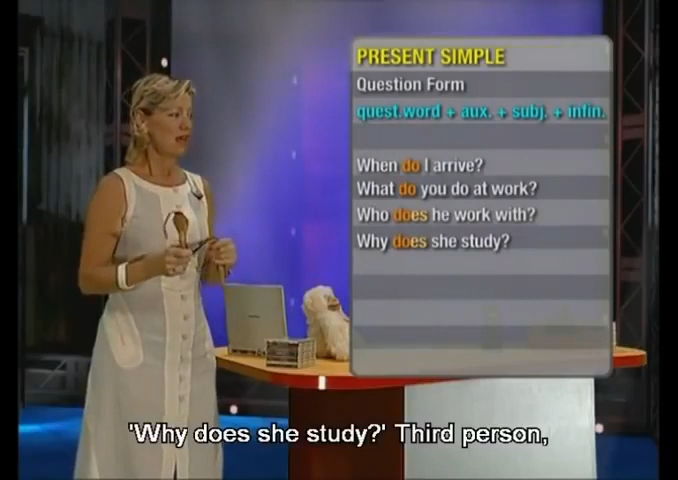 PRESENT SIMPLE
Question Form
quest.word + aux. + subj. + infin.
When do I arrive?
What do you do at work?
Who does he work with?
Why does she study?
'Why does she study?' Third person,